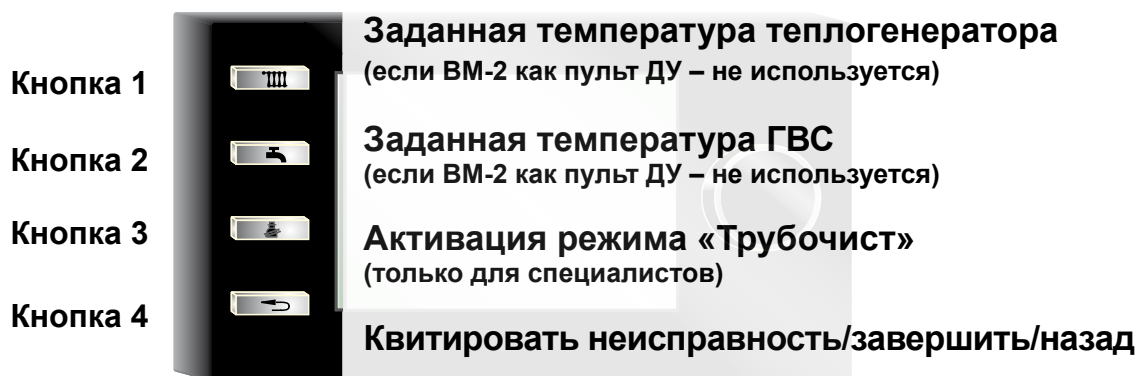 Кнопка 1
Заданная температура теплогенератора
(если BM-2 как пульт ДУ – не используется)
Кнопка 2
Заданная температура ГВС
(если BM-2 как пульт ДУ – не используется)
Кнопка 3
Активация режима «Трубочист»
(только для специалистов)
Кнопка 4
Квитировать неисправность/завершить/назад